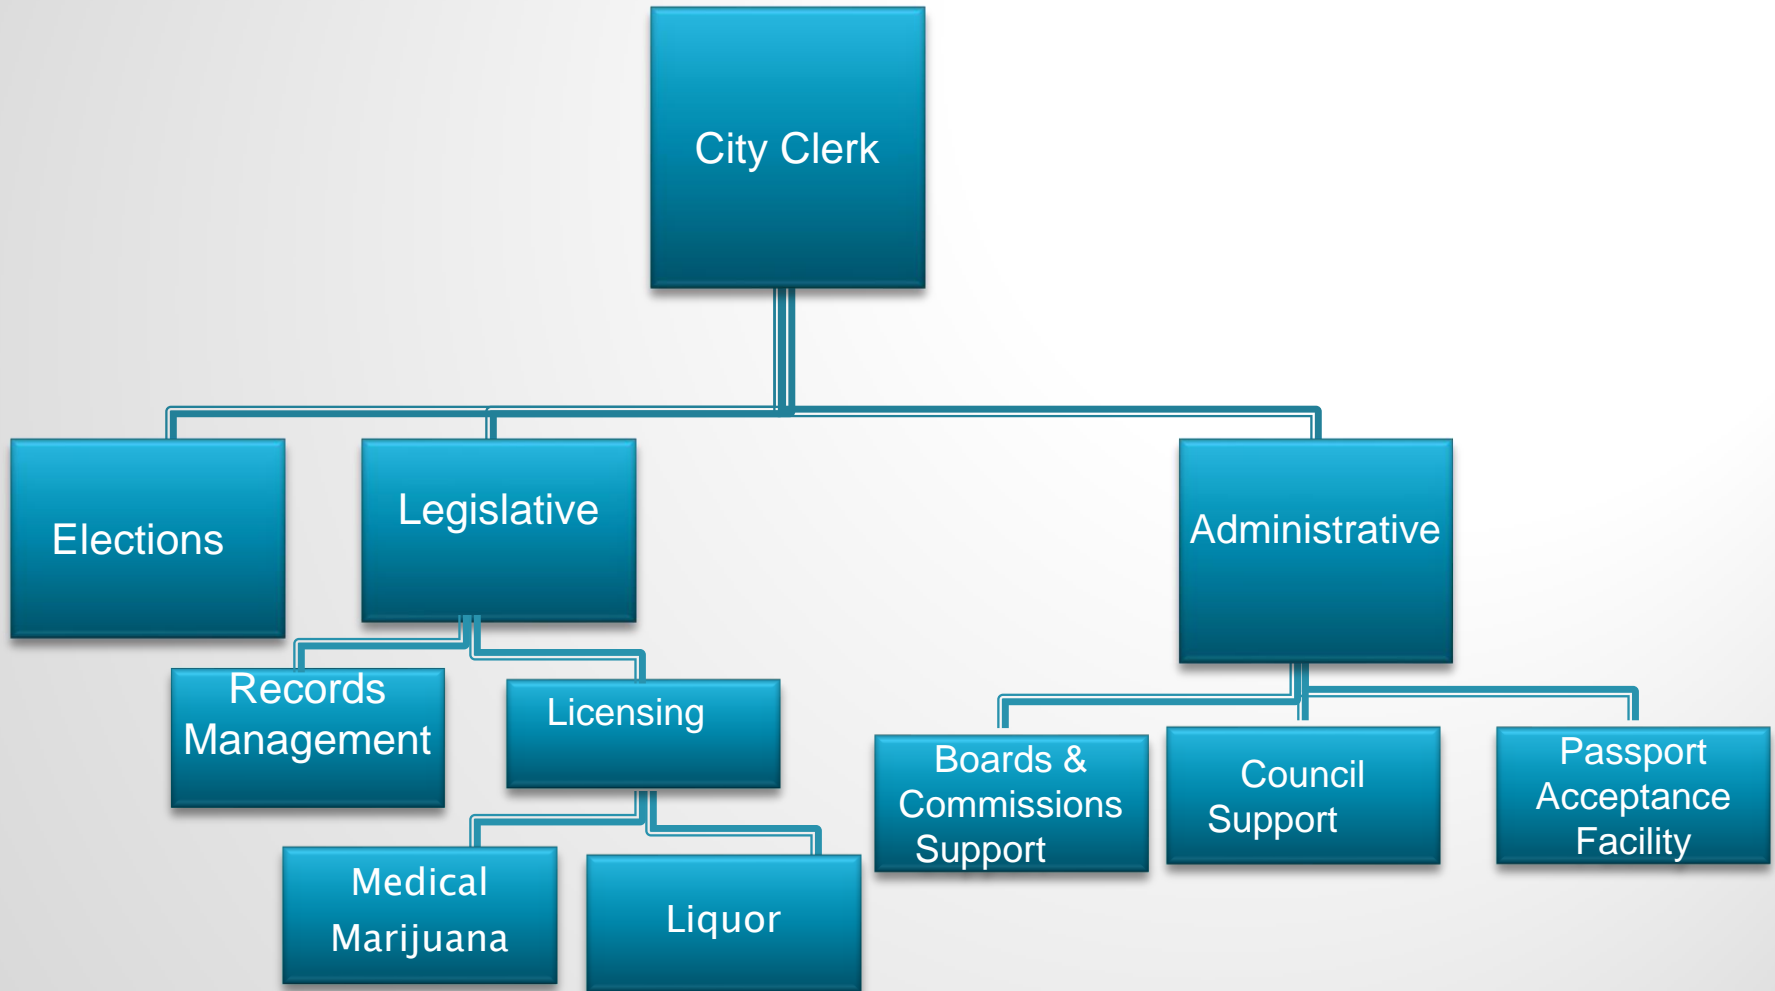 City Clerk
Elections
Legislative
Administrative
Records
Management
Licensing
Boards &
Commissions
Support
Council
Support
Passport
Acceptance
Facility
Medical
Marijuana
Liquor